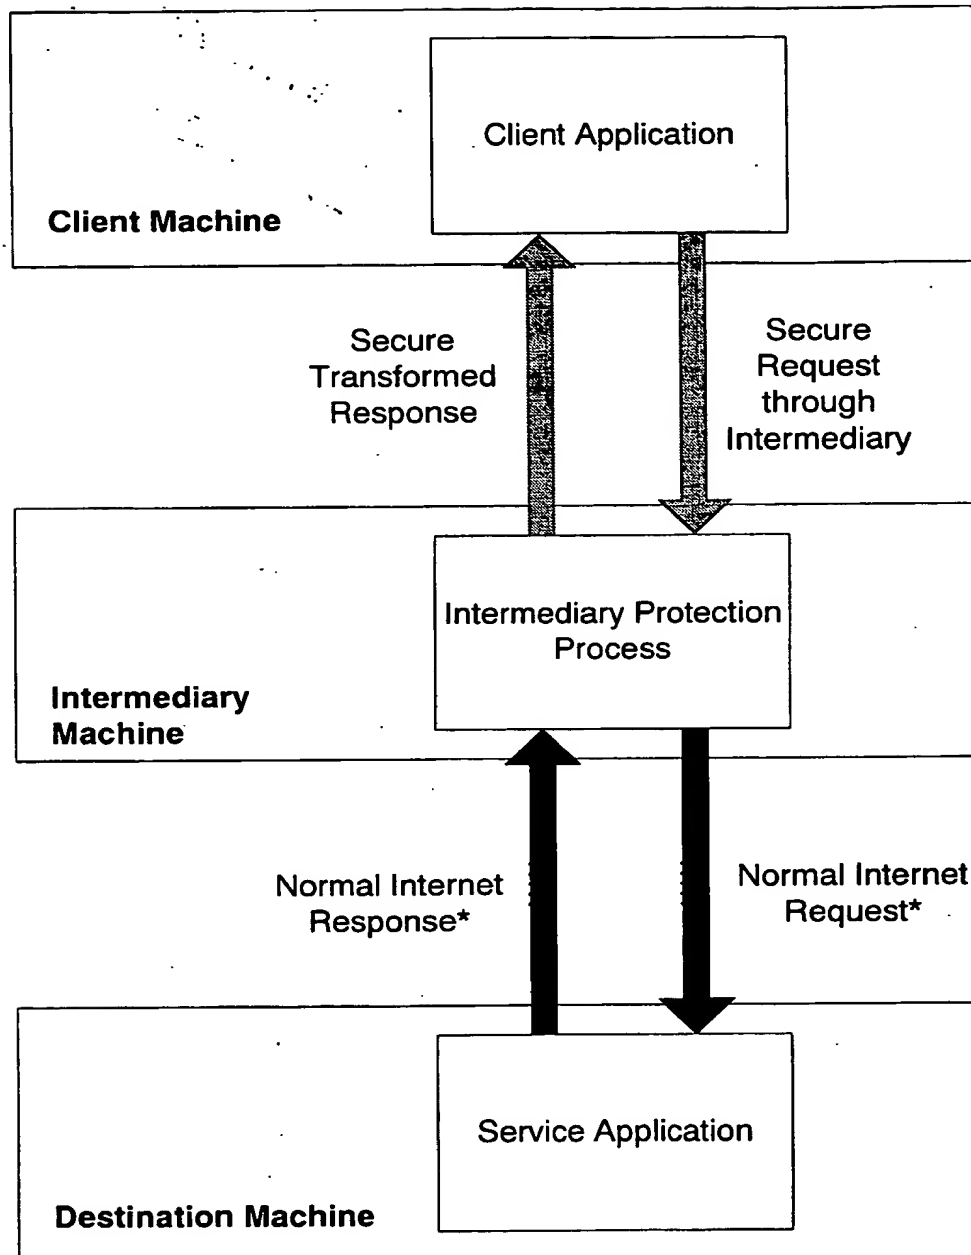 Client Application
Client Machine
Secure
Transformed
Response
Secure
Request
through
Intermediary
Intermediary Protection
Process
Intermediary
Machine
Normal Internet
Response*
Normal Internet
Request*
Service Application
Destination Machine